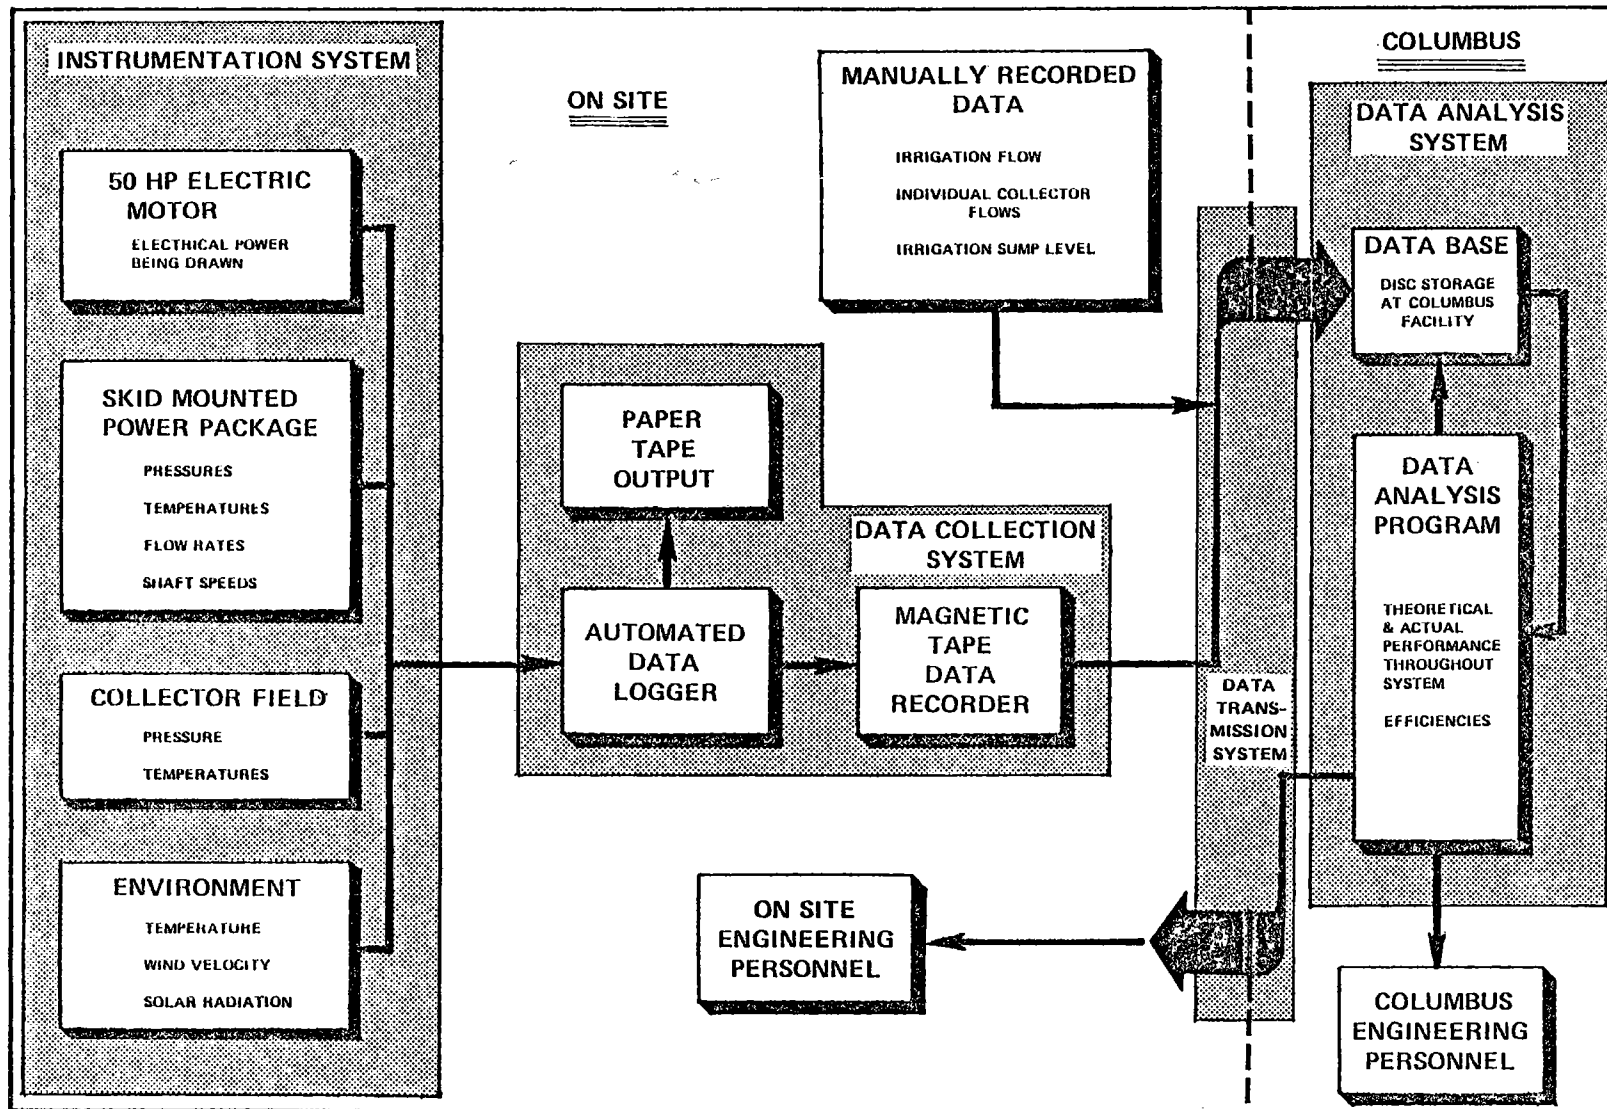 INSTRUMENTATION SYSTEM
50 HP ELECTRIC
MOTOR
ELECTRICAL POWER
BEING DRAWN
SKID MOUNTED
POWER PACKAGE
PRESSURES
TEMPERATURES
FLOW RATES
SHAFT SPEEDS
COLLECTOR FIELD
PRESSURE
TEMPERATURES
ENVIRONMENT
TEMPERATURE
WIND VELOCITY
SOLAR RADIATION
ON SITE
MANUALLY RECORDED
DATA
IRRIGATION FLOW
INDIVIDUAL COLLECTOR
FLOWS
IRRIGATION SUMP LEVEL
PAPER
TAPE
OUTPUT
DATA COLLECTION
SYSTEM
AUTOMATED
DATA
LOGGER
MAGNETIC
TAPE
DATA
RECORDER
DATA
TRANS-
MISSION
SYSTEM
ON SITE
ENGINEERING
PERSONNEL
COLUMBUS
DATA ANALYSIS
SYSTEM
DATA BASE
DISC STORAGE
AT COLUMBUS
FACILITY
DATA
ANALYSIS
PROGRAM
THEORETICAL
& ACTUAL
PERFORMANCE
THROUGHOUT
SYSTEM
EFFICIENCIES
COLUMBUS
ENGINEERING
PERSONNEL